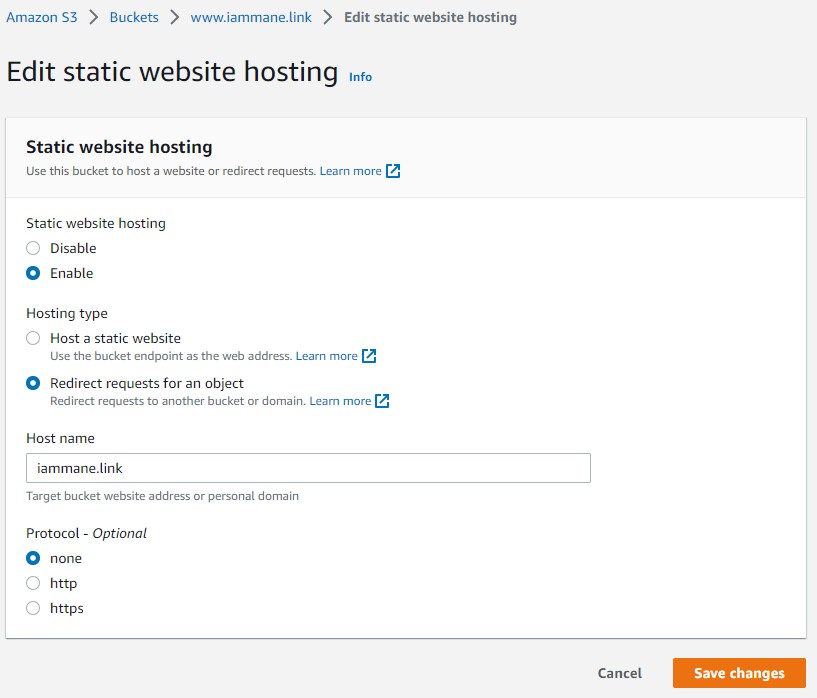 Amazon S3 > Buckets > www.iammane.link > Edit static website hosting
Edit static website hosting Info
Static website hosting
Use this bucket to host a website or redirect requests. Learn more
Static website hosting
Disable
Enable
Hosting type
Host a static website
Use the bucket endpoint as the web address. Learn more
Redirect requests for an object
Redirect requests to another bucket or domain. Learn more
Host name
iammane.link
Target bucket website address or personal domain
Protocol - Optional
none
http
https
Cancel Save changes